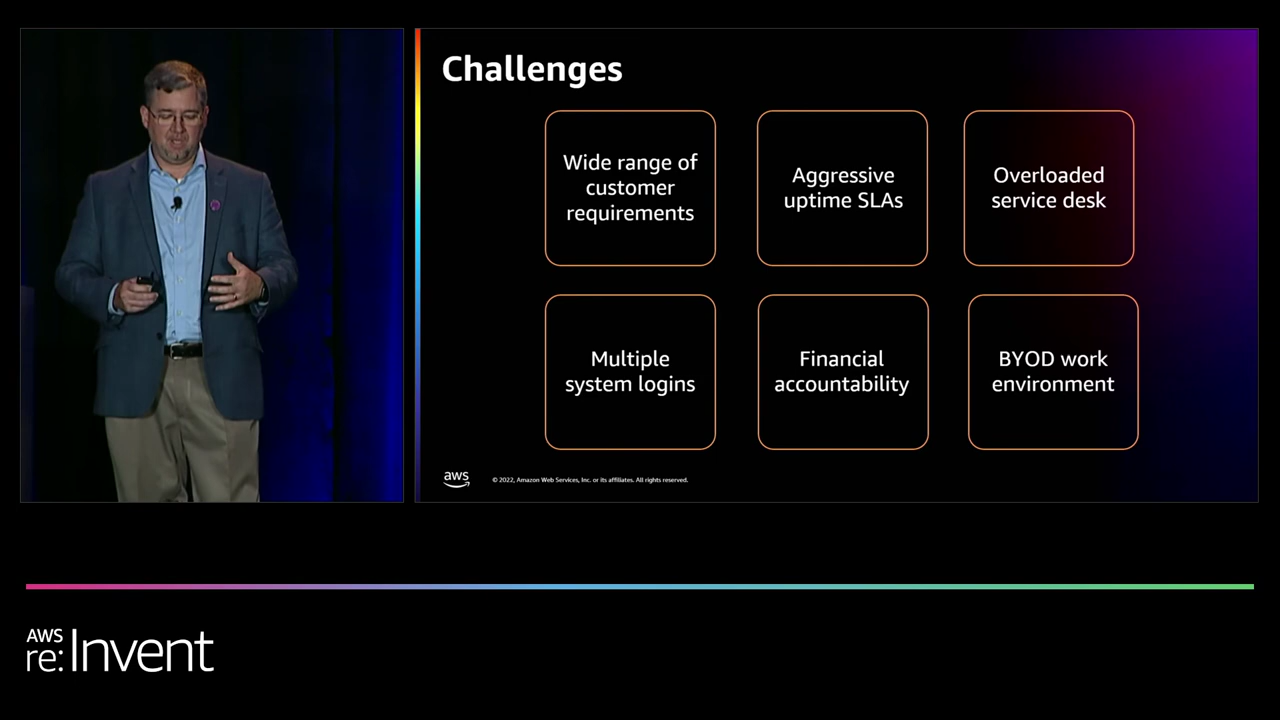 Challenges
Wide range of
customer
requirements
Aggressive
uptime SLAs
Overloaded
service desk
Multiple
system logins
Financial
accountability
BYOD work
environment
aws
© 2022, Amazon Web Services, Inc. or its affiliates. All rights reserved.
AWS
re:Invent